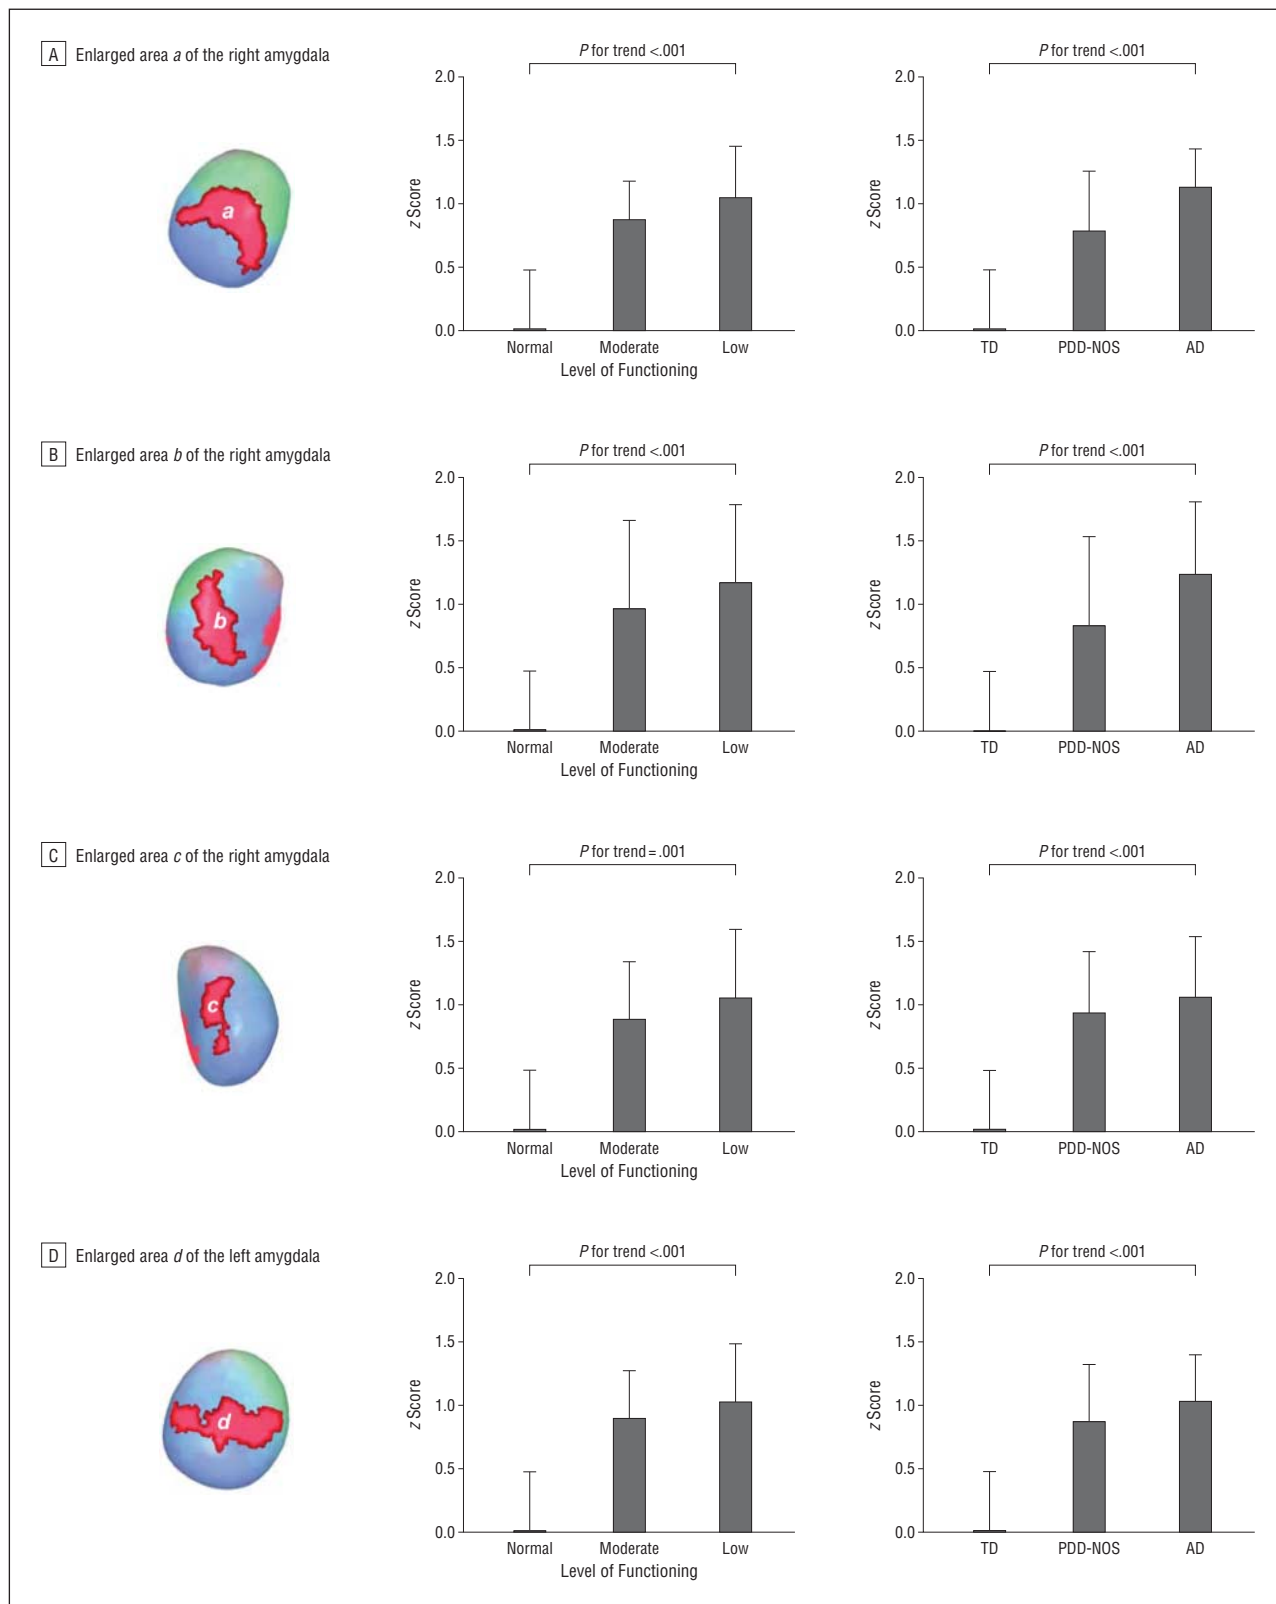 A Enlarged area a of the right amygdala
P for trend <.001
2.0
1.5
1.0
0.5
0.0
z Score
Normal Moderate Low
Level of Functioning
P for trend <.001
2.0
1.5
1.0
0.5
0.0
z Score
TD PDD-NOS AD
a
B Enlarged area b of the right amygdala
P for trend <.001
2.0
1.5
1.0
0.5
0.0
z Score
Normal Moderate Low
Level of Functioning
P for trend <.001
2.0
1.5
1.0
0.5
0.0
z Score
TD PDD-NOS AD
b
C Enlarged area c of the right amygdala
P for trend = .001
2.0
1.5
1.0
0.5
0.0
z Score
Normal Moderate Low
Level of Functioning
P for trend <.001
2.0
1.5
1.0
0.5
0.0
z Score
TD PDD-NOS AD
c
D Enlarged area d of the left amygdala
P for trend <.001
2.0
1.5
1.0
0.5
0.0
z Score
Normal Moderate Low
Level of Functioning
P for trend <.001
2.0
1.5
1.0
0.5
0.0
z Score
TD PDD-NOS AD
d